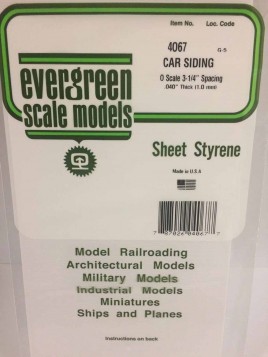 Item No. Loc. Code
4067 G-5
CAR SIDING
O Scale 3-1/4" Spacing
.040" Thick (1.0 mm)
evergreen
scale models
Sheet Styrene
Made in U.S.A
Model Railroading
Architectural Models
Military Models
Industrial Models
Miniatures
Ships and Planes
Instructions on back